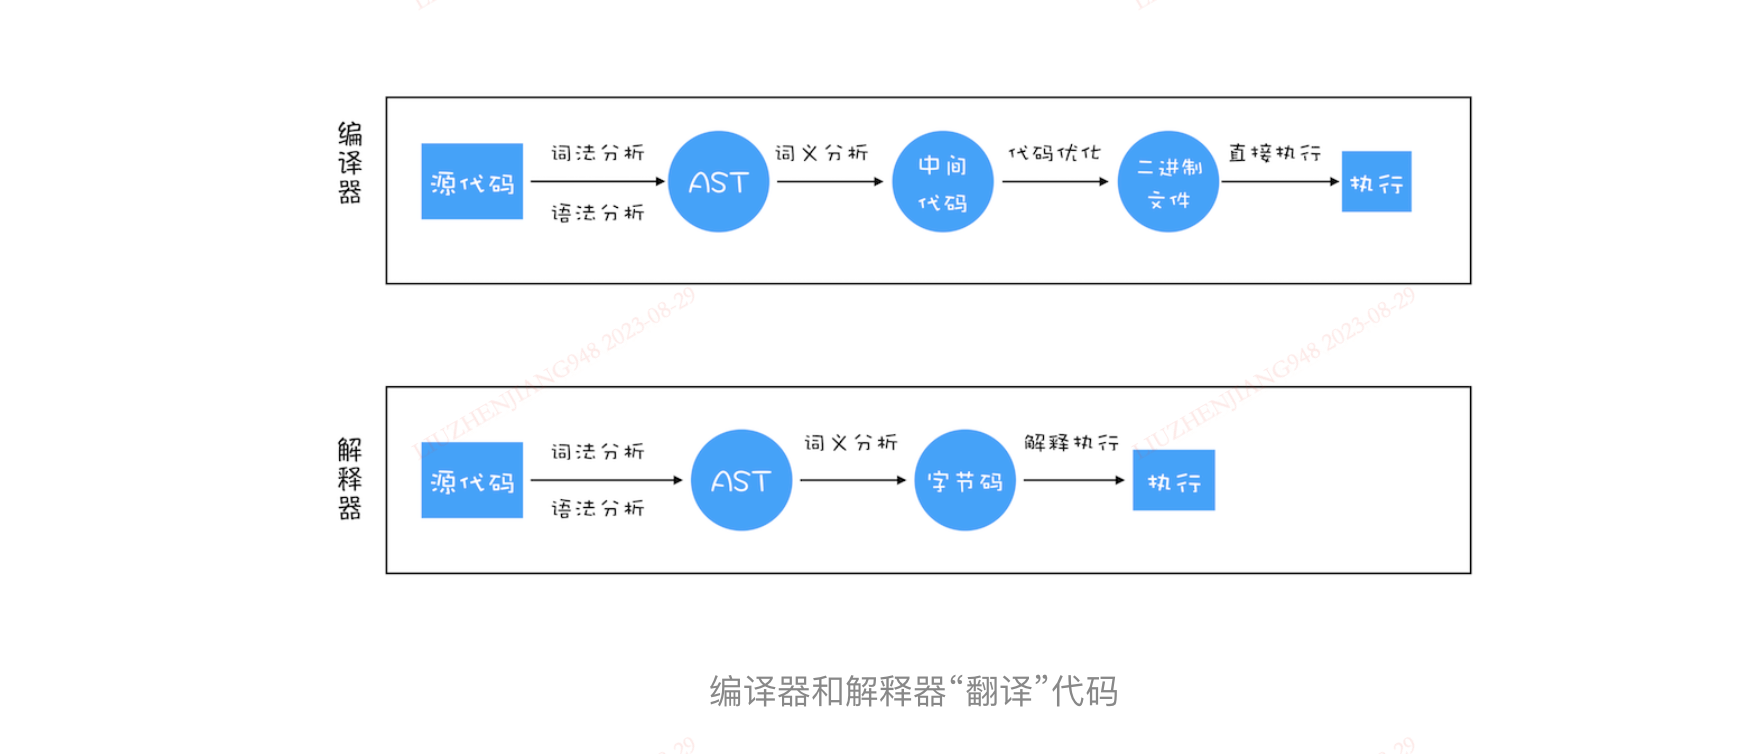 编译器
源代码
词法分析
语法分析
AST
词义分析
中间
代码
代码优化
二进制
文件
直接执行
执行
LIUZHENJIANG948 2023-08-29
LIUZHENJIANG948 2023-08-29
解释器
源代码
词法分析
语法分析
AST
词义分析
字节码
解释执行
执行
编译器和解释器“翻译”代码